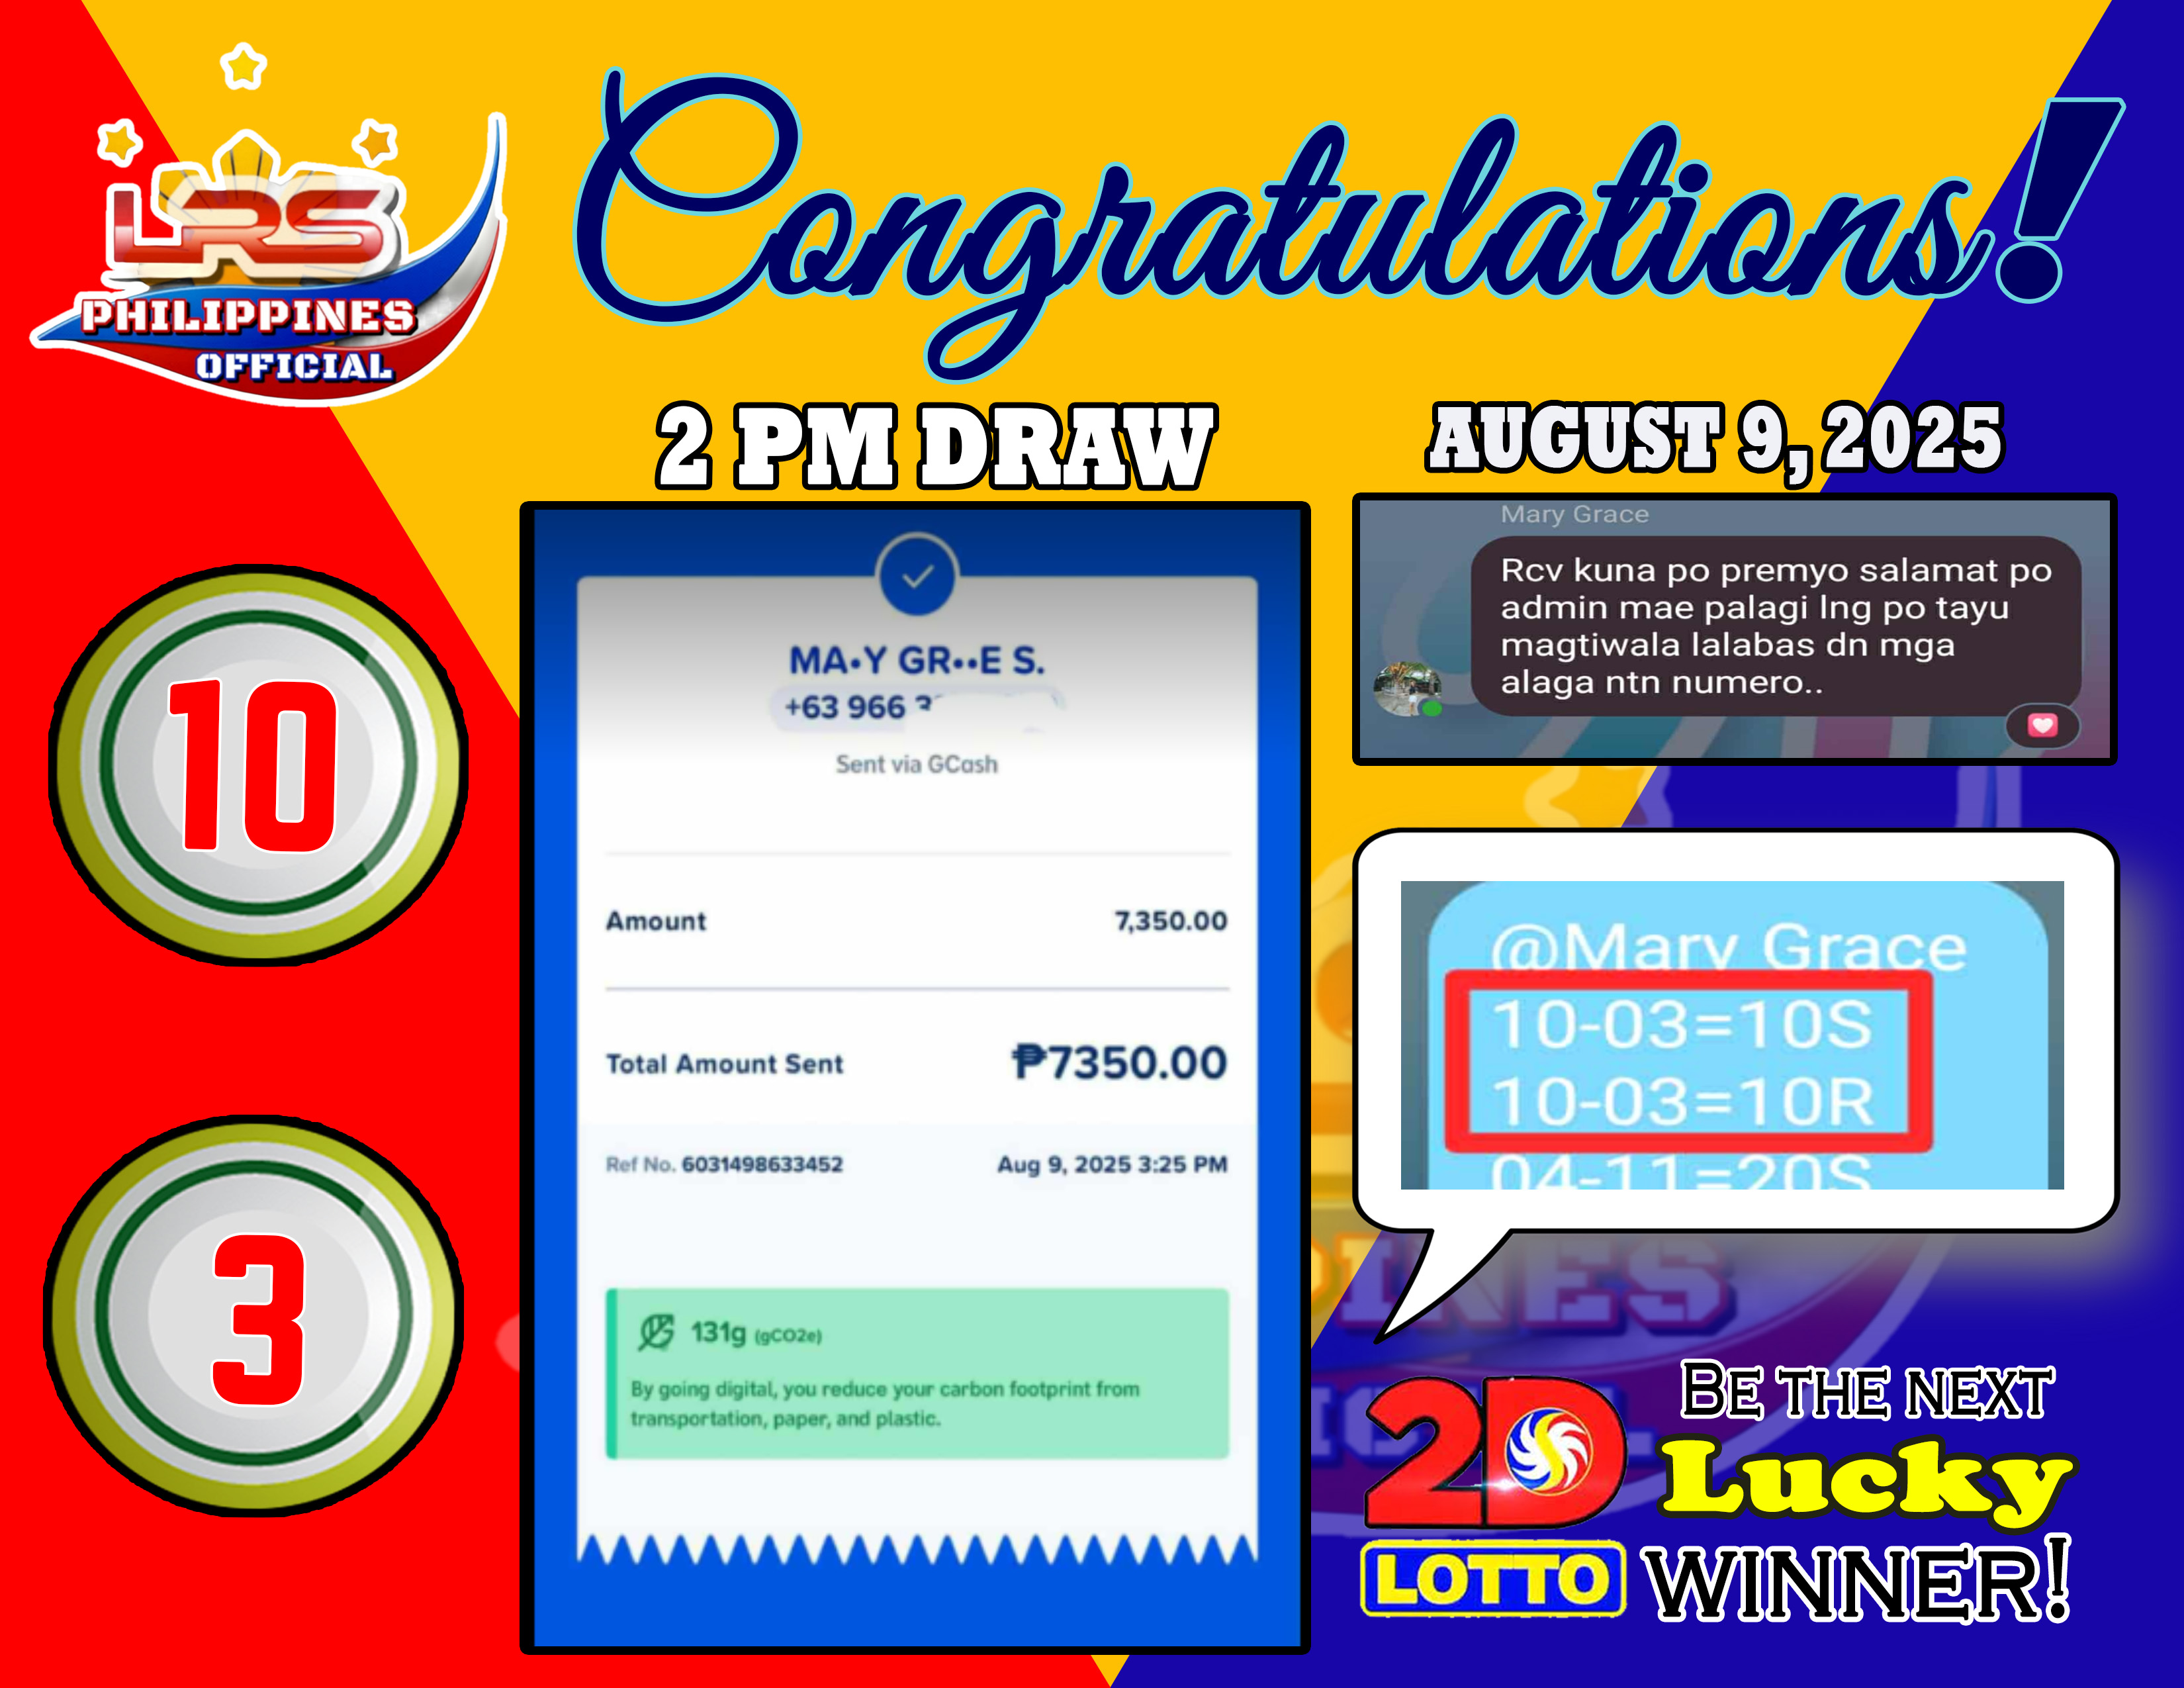 LRS
PHILIPPINES
OFFICIAL
Congratulations!
2 PM DRAW
AUGUST 9, 2025
10
3
MA•Y GR••E S.
+63 966
Sent via GCash
Amount 7,350.00
Total Amount Sent ₱7350.00
Ref No. 6031498633452 Aug 9, 2025 3:25 PM
131g (gCO2e)
By going digital, you reduce your carbon footprint from
transportation, paper, and plastic.
Mary Grace
Rcv kuna po premyo salamat po
admin mae palagi lng po tayu
magtiwala lalabas dn mga
alaga ntn numero..
@Mary Grace
10-03=10S
10-03=10R
04-11=20S
2D
LOTTO
BE THE NEXT
Lucky
WINNER!